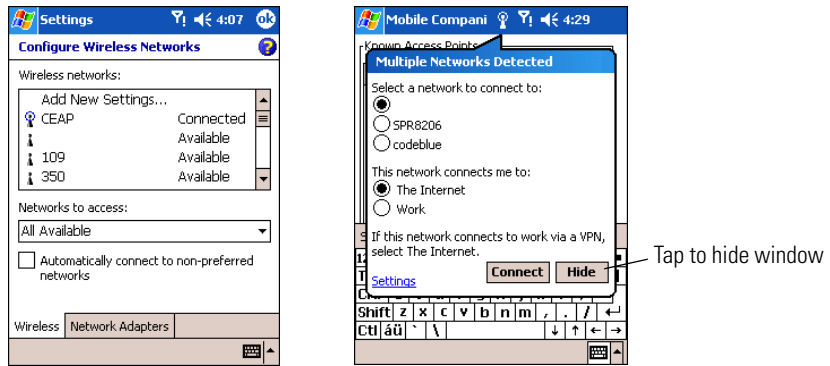 Settings 4:07 ok
Configure Wireless Networks ?
Wireless networks:
Add New Settings...
CEAP Connected
Available
109 Available
350 Available
Networks to access:
All Available
Automatically connect to non-preferred
networks
Wireless Network Adapters
Mobile Compani 4:29
Known Access Points
Multiple Networks Detected
Select a network to connect to:
SPR8206
codeblue
This network connects me to:
The Internet
Work
If this network connects to work via a VPN,
select The Internet.
Settings Connect Hide
Tap to hide window
Shift z x c v b n m , . / ↵
Ctl áü ` \ ↓ ↑ ← →